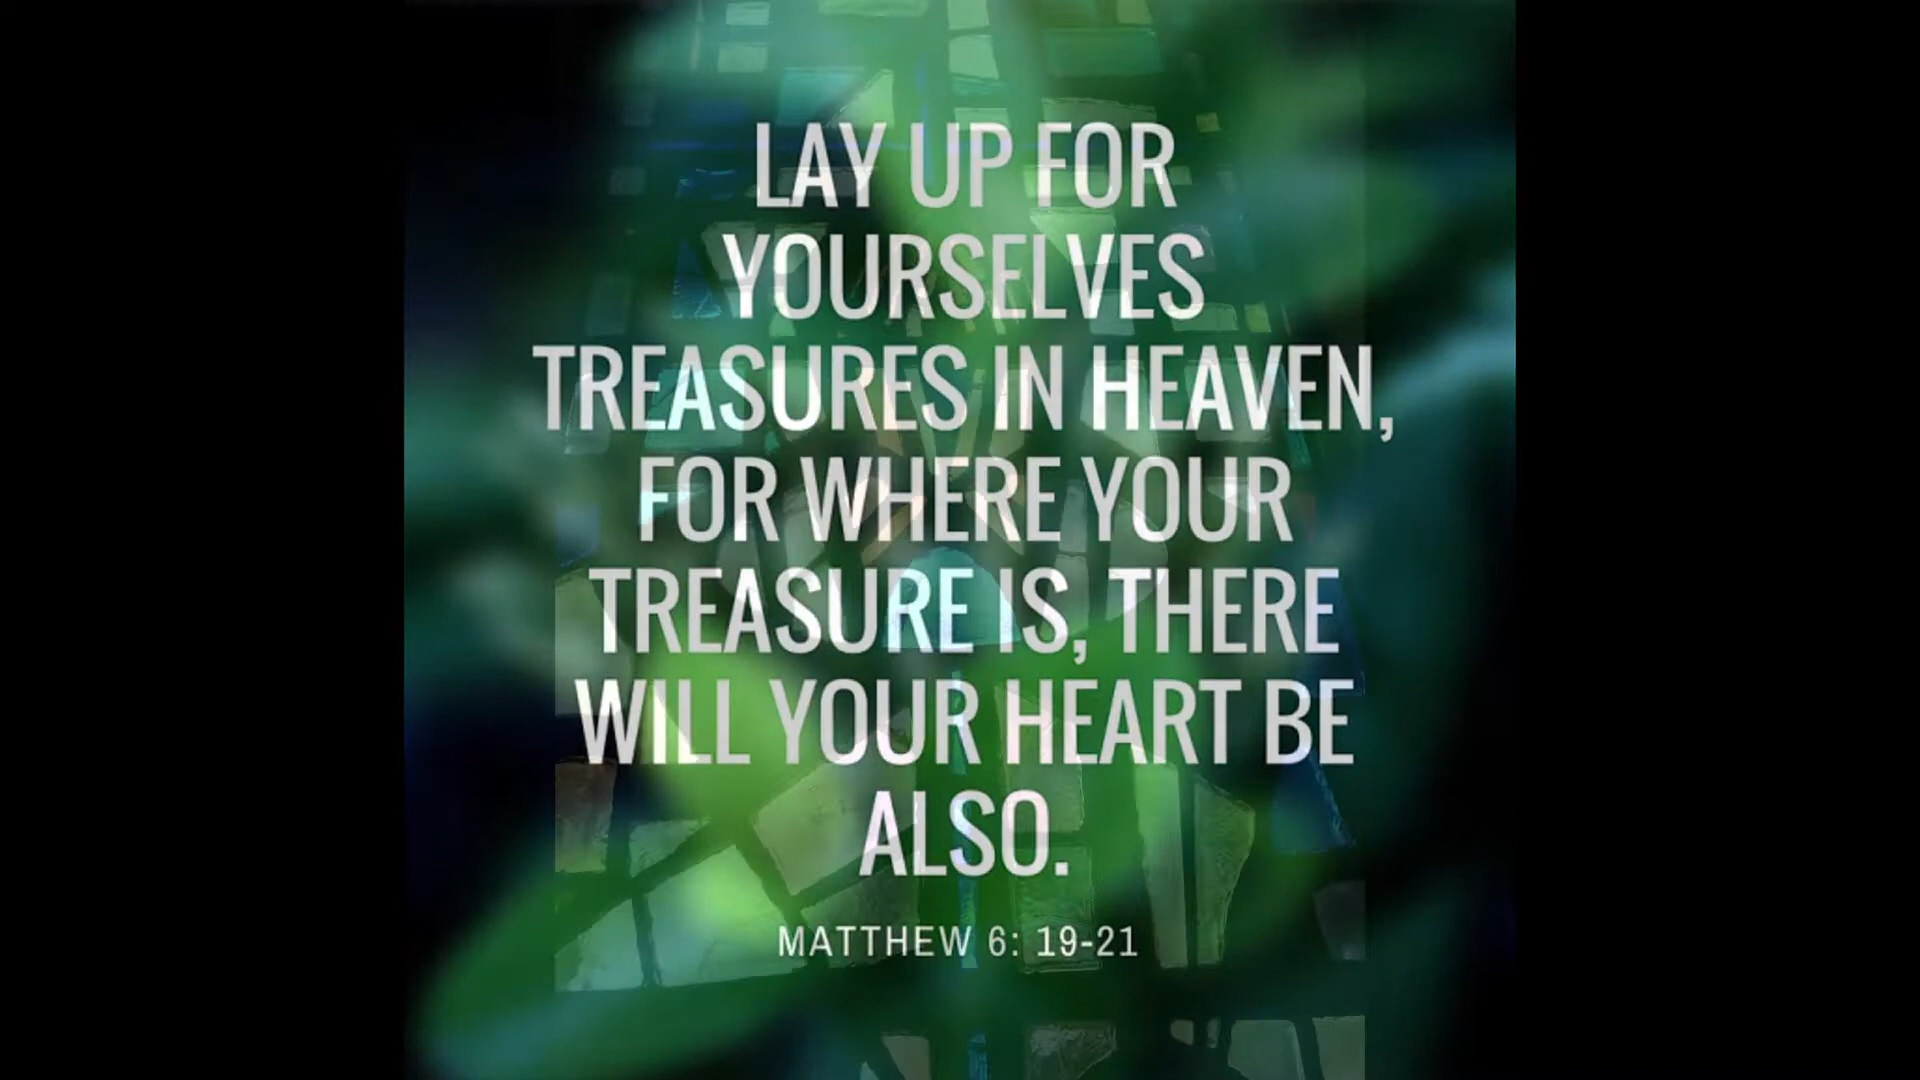 LAY UP FOR
YOURSELVES
TREASURES IN HEAVEN,
FOR WHERE YOUR
TREASURE IS, THERE
WILL YOUR HEART BE
ALSO.
MATTHEW 6: 19-21